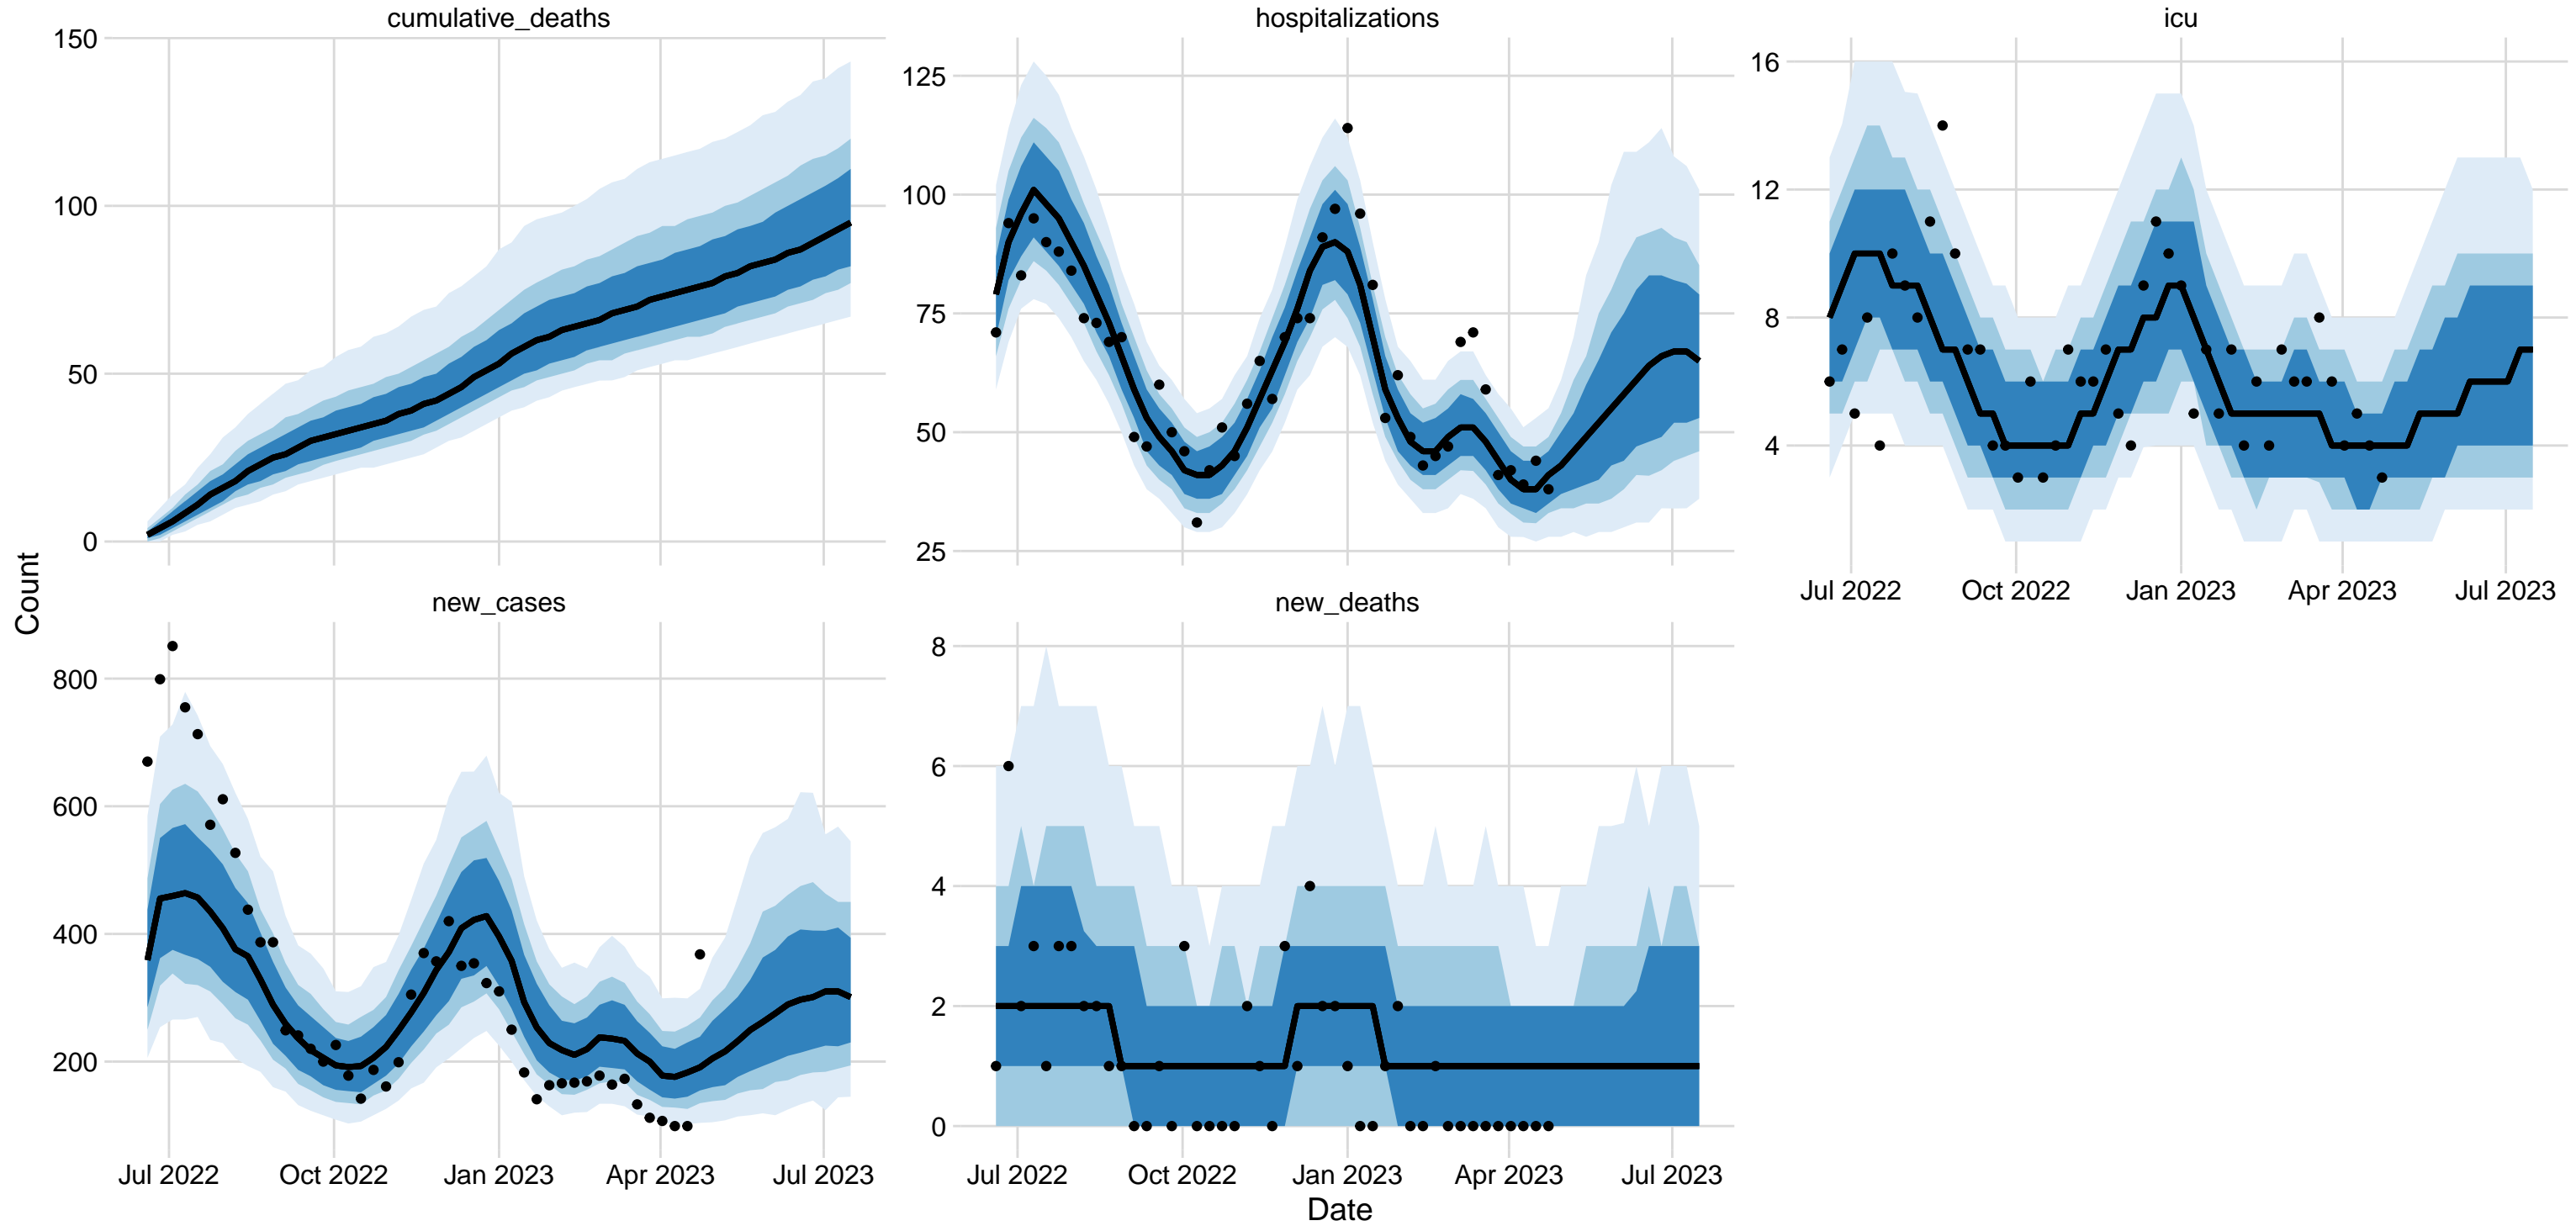 cumulative_deaths
hospitalizations
icu
150
100
50
0
125
100
75
50
25
16
12
8
4
Jul 2022
Oct 2022
Jan 2023
Apr 2023
Jul 2023
Count
new_cases
new_deaths
800
600
400
200
8
6
4
2
0
Jul 2022
Oct 2022
Jan 2023
Apr 2023
Jul 2023
Jul 2022
Oct 2022
Jan 2023
Apr 2023
Jul 2023
Date